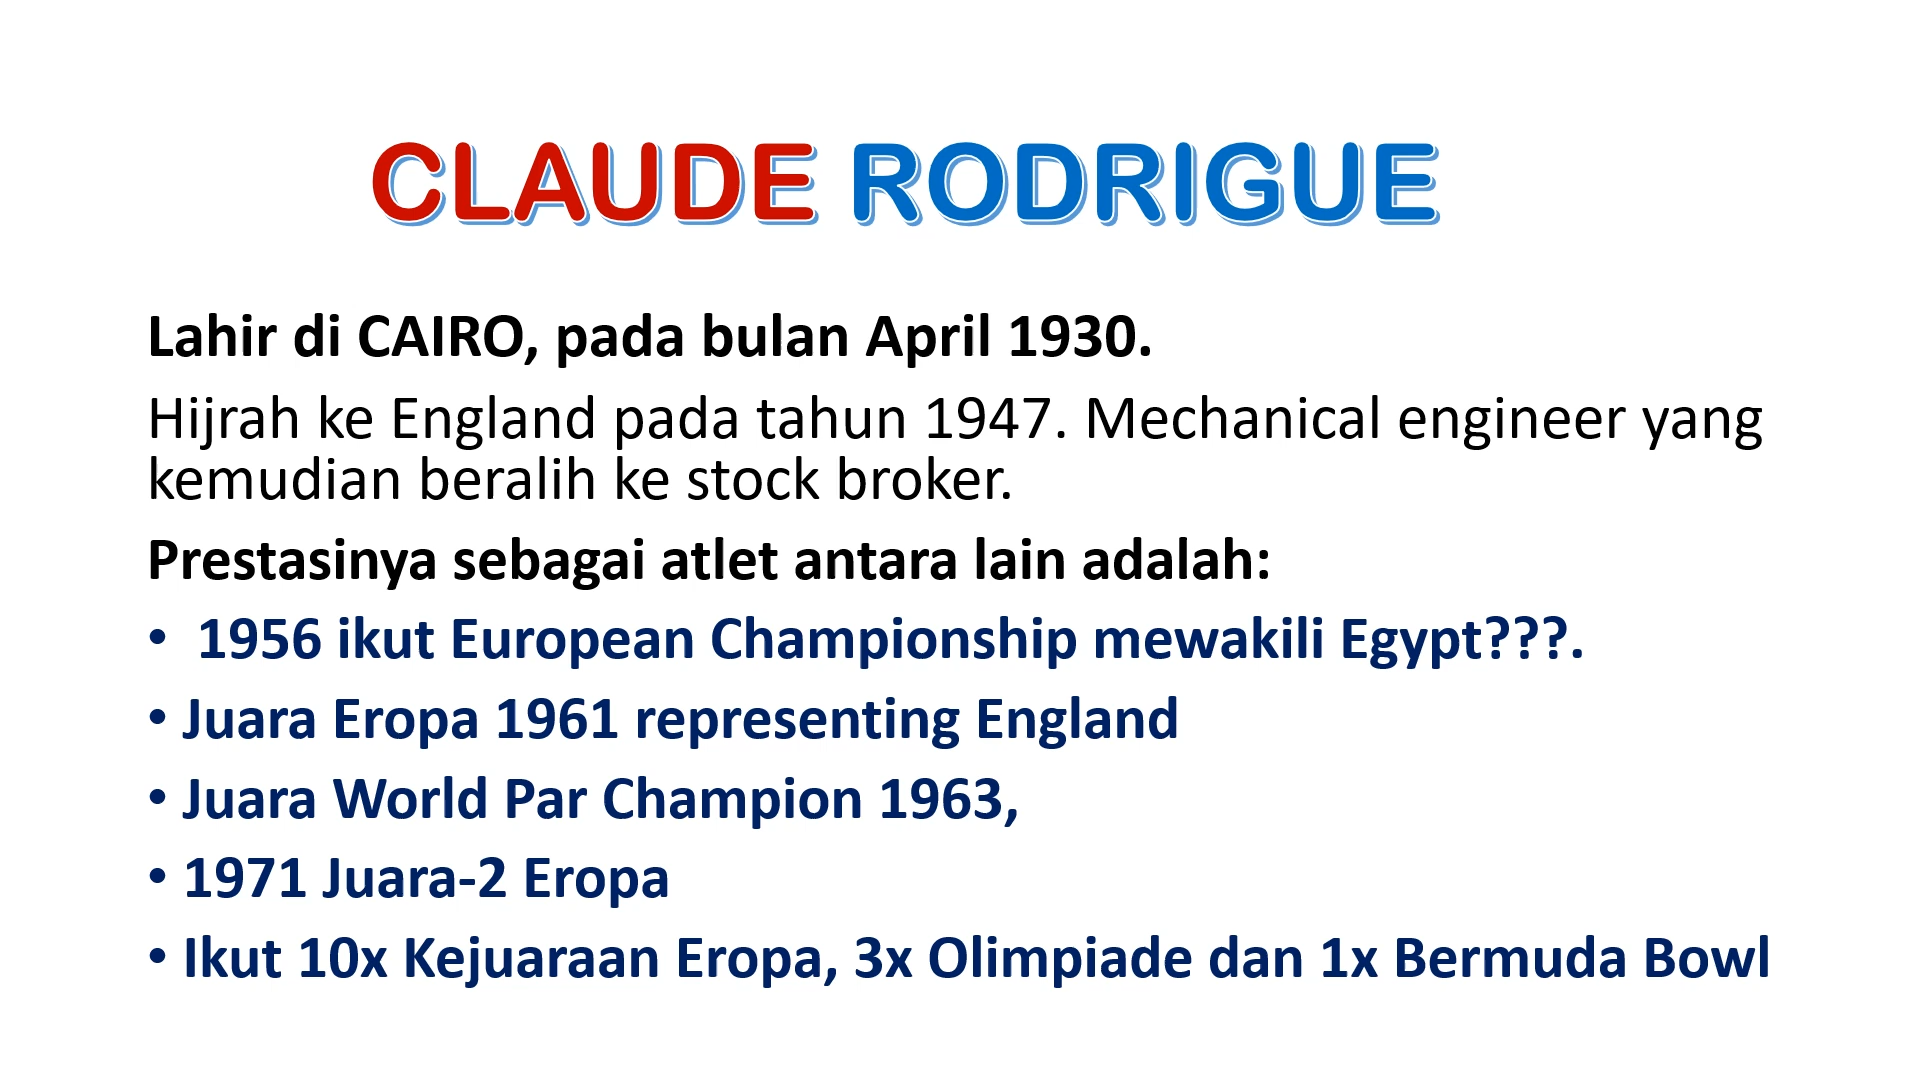 CLAUDE RODRIGUE
Lahir di CAIRO, pada bulan April 1930.
Hijrah ke England pada tahun 1947. Mechanical engineer yang
kemudian beralih ke stock broker.
Prestasinya sebagai atlet antara lain adalah:
• 1956 ikut European Championship mewakili Egypt???.
• Juara Eropa 1961 representing England
• Juara World Par Champion 1963,
• 1971 Juara-2 Eropa
• Ikut 10x Kejuaraan Eropa, 3x Olimpiade dan 1x Bermuda Bowl